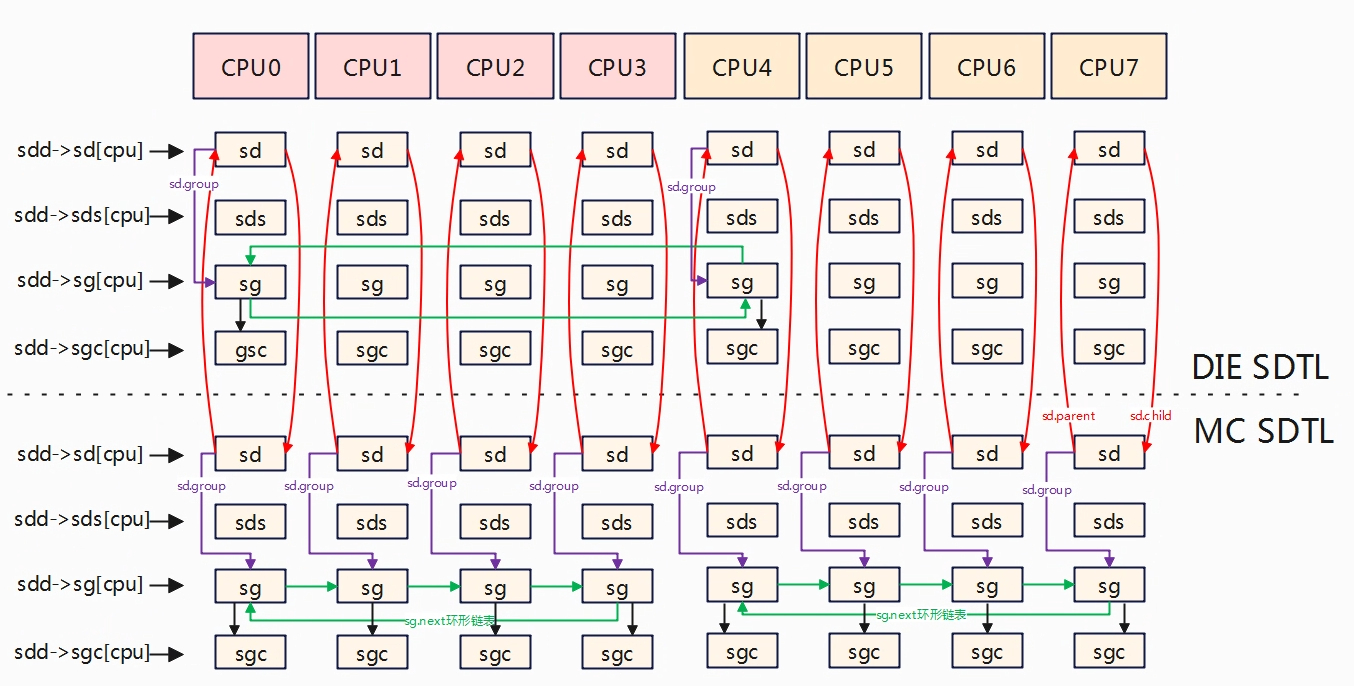 CPU0 CPU1 CPU2 CPU3 CPU4 CPU5 CPU6 CPU7
sdd->sd[cpu] sd sd sd sd sd sd sd sd
sd.group sd.group
sdd->sds[cpu] sds sds sds sds sds sds sds sds
sdd->sg[cpu] sg sg sg sg sg sg sg sg
sdd->sgc[cpu] gsc sgc sgc sgc sgc sgc sgc sgc
DIE SDTL
sd.parent sd.child
MC SDTL
sdd->sd[cpu] sd sd sd sd sd sd sd sd
sd.group sd.group sd.group sd.group sd.group sd.group sd.group sd.group
sdd->sds[cpu] sds sds sds sds sds sds sds sds
sdd->sg[cpu] sg sg sg sg sg sg sg sg
sg.next环形链表 sg.next环形链表
sdd->sgc[cpu] sgc sgc sgc sgc sgc sgc sgc sgc